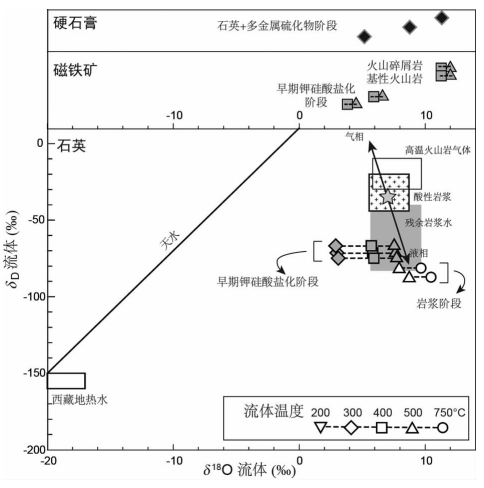 硬石膏
石英+多金属硫化物阶段
磁铁矿
火山碎屑岩
基性火山岩
早期钾硅酸盐化
阶段
-10
0
10
0
石英
气相
高温火山岩气体
酸性岩浆
残余岩浆水
-50
天水
液相
早期钾硅酸盐化阶段
岩浆阶段
-100
-150
西藏地热水
流体温度 200 300 400 500 750°C
-200
-20
-10
0
10
δD 流体 (‰)
δ18O 流体 (‰)